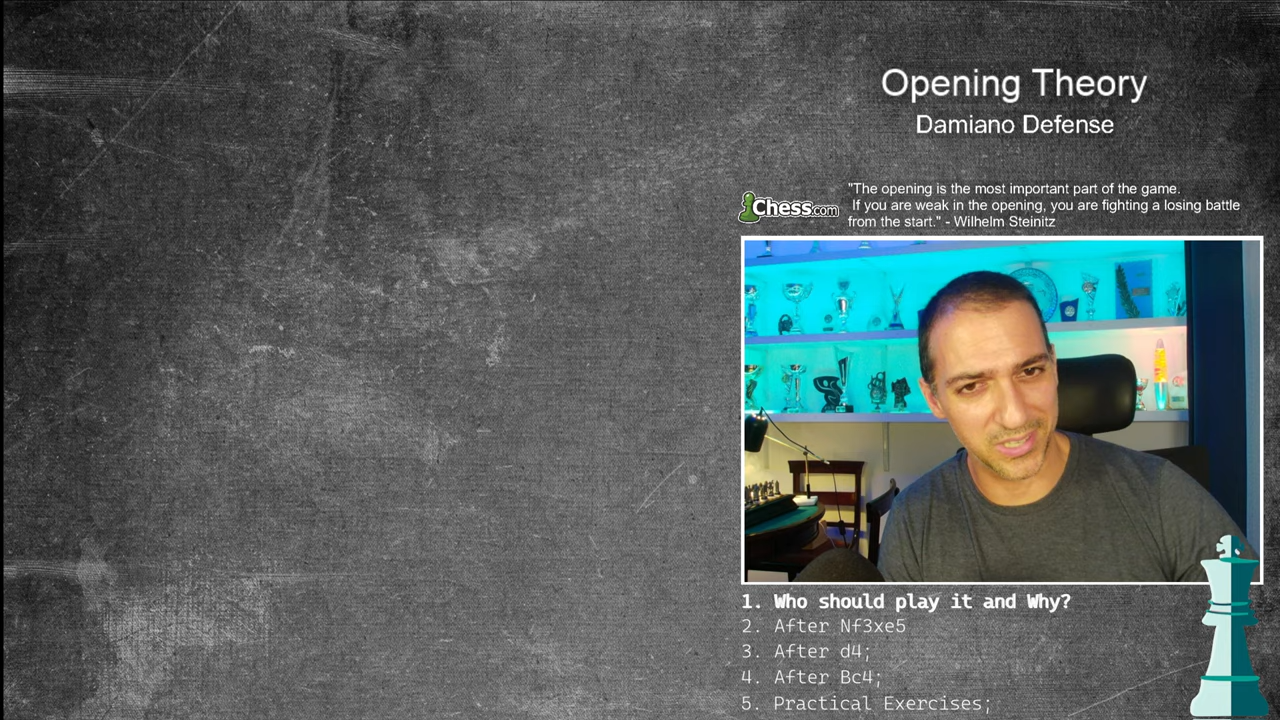 Opening Theory
Damiano Defense
Chess.com
"The opening is the most important part of the game.
If you are weak in the opening, you are fighting a losing battle
from the start." - Wilhelm Steinitz
1. Who should play it and Why?
2. After Nf3xe5
3. After d4;
4. After Bc4;
5. Practical Exercises;